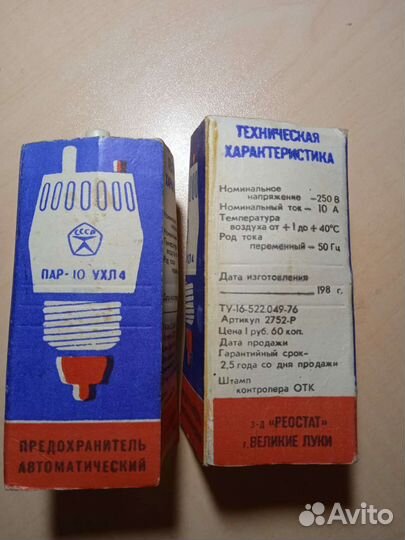 СССР
ПАР-10 УХЛ4
ПРЕДОХРАНИТЕЛЬ
АВТОМАТИЧЕСКИЙ
ТЕХНИЧЕСКАЯ
ХАРАКТЕРИСТИКА
Номинальное
напряжение ~250 В
Номинальный ток — 10 А
Температура
воздуха от +1 до +40°С
Род тока
переменный ~ 50 Гц
Дата изготовления
198 г.
ТУ-16-522.049-76
Артикул 2752-Р
Цена 1 руб. 60 коп.
Дата продажи
Гарантийный срок-
2,5 года со дня продажи
Штамп
контролера ОТК
з-д "РЕОСТАТ"
г. ВЕЛИКИЕ ЛУКИ
Avito